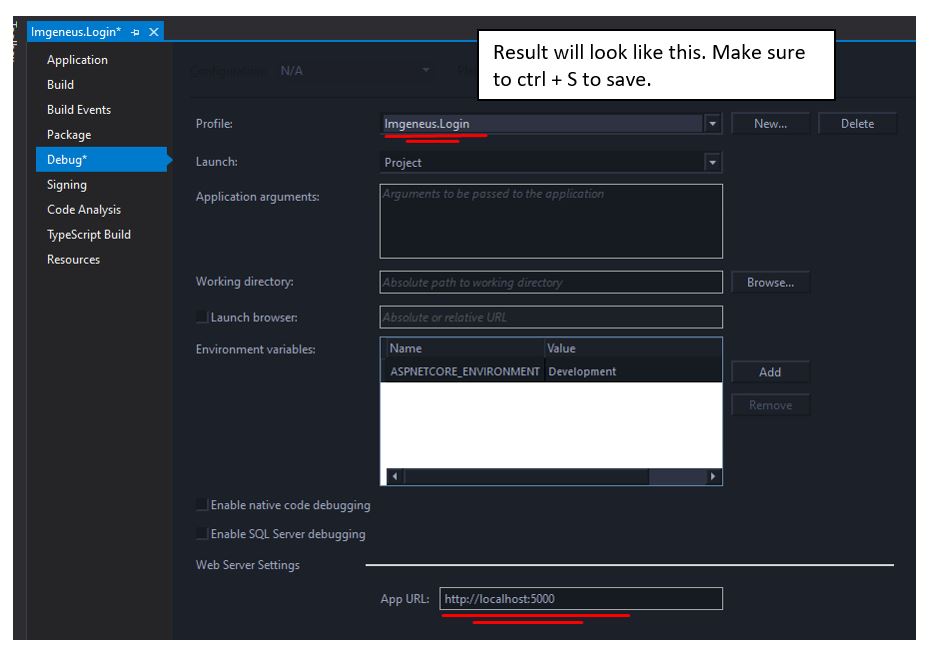 Imgeneus.Login*
Result will look like this. Make sure
to ctrl + S to save.
Application
Build
Build Events
Package
Debug*
Signing
Code Analysis
TypeScript Build
Resources
Configuration: N/A
Profile: Imgeneus.Login New... Delete
Launch: Project
Application arguments: Arguments to be passed to the application
Working directory: Absolute path to working directory Browse...
Launch browser: Absolute or relative URL
Environment variables: Name Value
ASPNETCORE_ENVIRONMENT Development Add
Remove
Enable native code debugging
Enable SQL Server debugging
Web Server Settings
App URL: http://localhost:5000